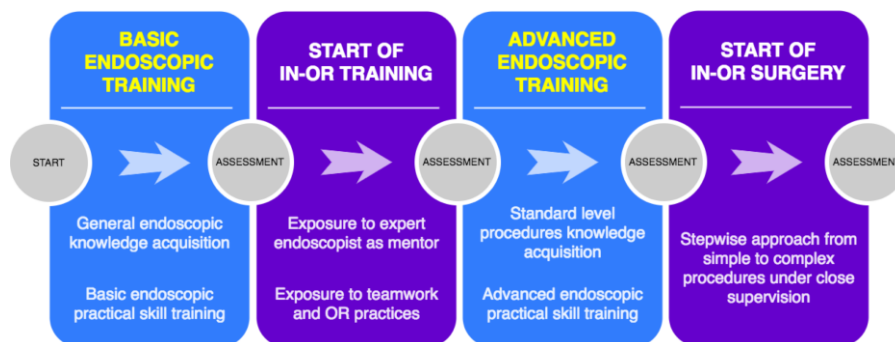 BASIC
ENDOSCOPIC
TRAINING
START OF
IN-OR TRAINING
ADVANCED
ENDOSCOPIC
TRAINING
START OF
IN-OR SURGERY
START
ASSESSMENT
ASSESSMENT
ASSESSMENT
ASSESSMEN
General endoscopic
knowledge acquisition
Basic endoscopic
practical skill training
Exposure to expert
endoscopist as mentor
Exposure to teamwork
and OR practices
Standard level
procedures knowledge
acquisition
Advanced endoscopic
practical skill training
Stepwise approach from
simple to complex
procedures under close
supervision